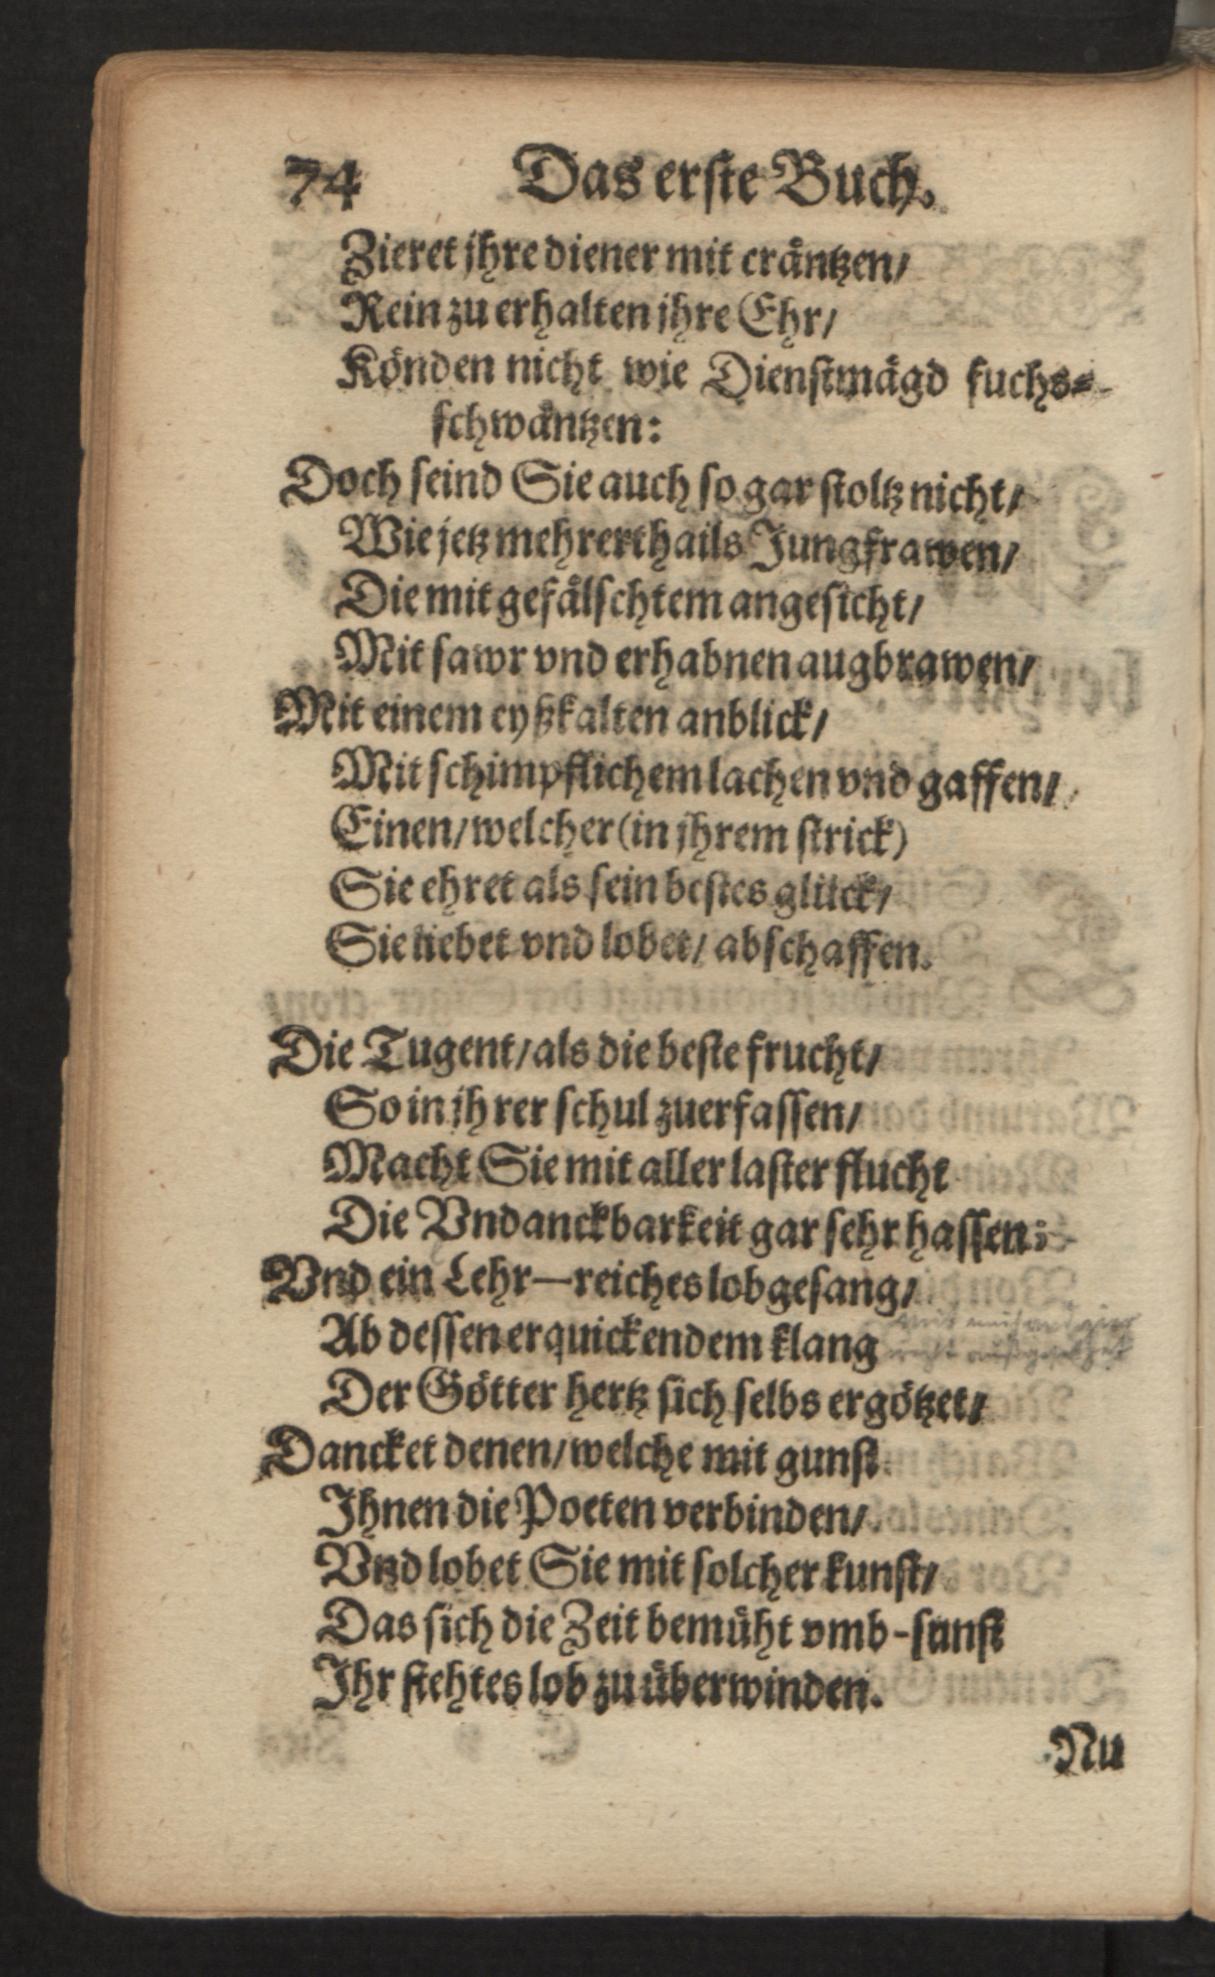 74 Das erste Buch.
Zieret jhre diener mit cräntzen/
Rein zu erhalten jhre Ehr/
Könden nicht wie Dienstmägd fuchs=
schwäntzen:
Doch seind Sie auch so gar stoltz nicht/
Wie jetz mehrerthails Jungfrawen/
Die mit gefälschtem angesicht/
Mit sawr vnd erhabnen augbrawen/
Mit einem eyßkalten anblick/
Mit schimpflichem lachen vnd gaffen/
Einen/ welcher (in jhrem strick)
Sie ehret als sein bestes glück/
Sie liebet vnd lobet/ abschaffen.
Die Tugent/ als die beste frucht/
So in jhrer schul zuerfassen/
Macht Sie mit aller laster flucht
Die Vndanckbarkeit gar sehr hassen:
Vnd ein Lehr—reiches lobgesang/
Ab dessen erquickendem klang
Der Götter hertz sich selbs ergötzet/
Dancket denen/ welche mit gunst
Ihnen die Poeten verbinden/
Vnd lobet Sie mit solcher kunst/
Das sich die Zeit bemüht vmb-sunst
Ihr stehtes lob zu überwinden.
Nu